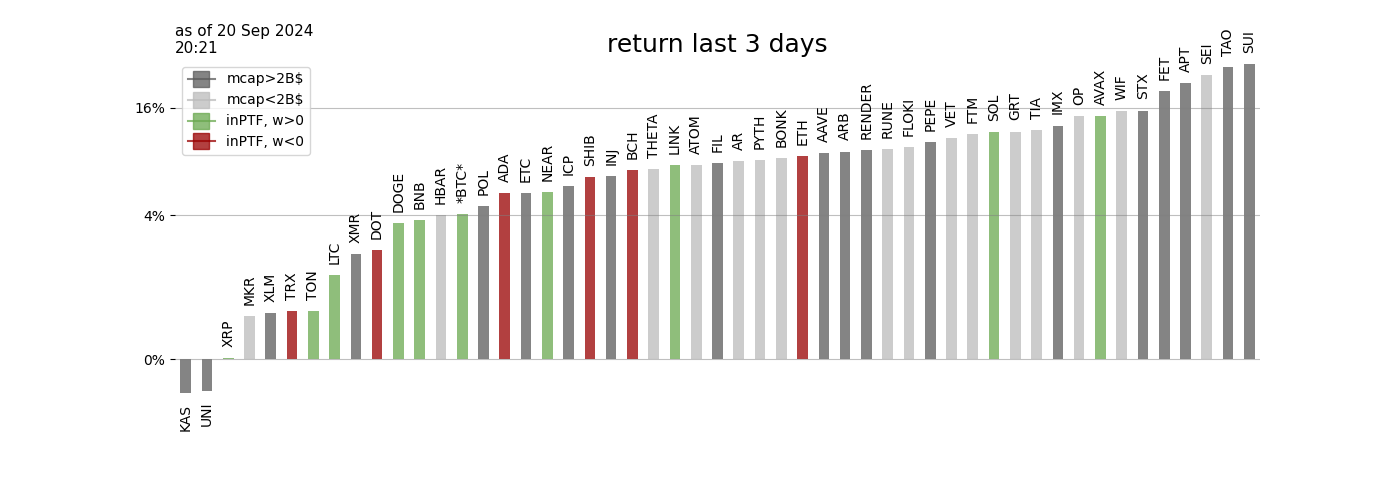 as of 20 Sep 2024
20:21
return last 3 days
mcap>2B$
mcap<2B$
inPTF, w>0
inPTF, w<0
16%
4%
0%
KAS
UNI
XRP
MKR
XLM
TRX
TON
LTC
XMR
DOT
DOGE
BNB
HBAR
*BTC*
POL
ADA
ETC
NEAR
ICP
SHIB
INJ
BCH
THETA
LINK
ATOM
FIL
AR
PYTH
BONK
ETH
AAVE
ARB
RENDER
RUNE
FLOKI
PEPE
VET
FTM
SOL
GRT
TIA
IMX
OP
AVAX
WIF
STX
FET
APT
SEI
TAO
SUI